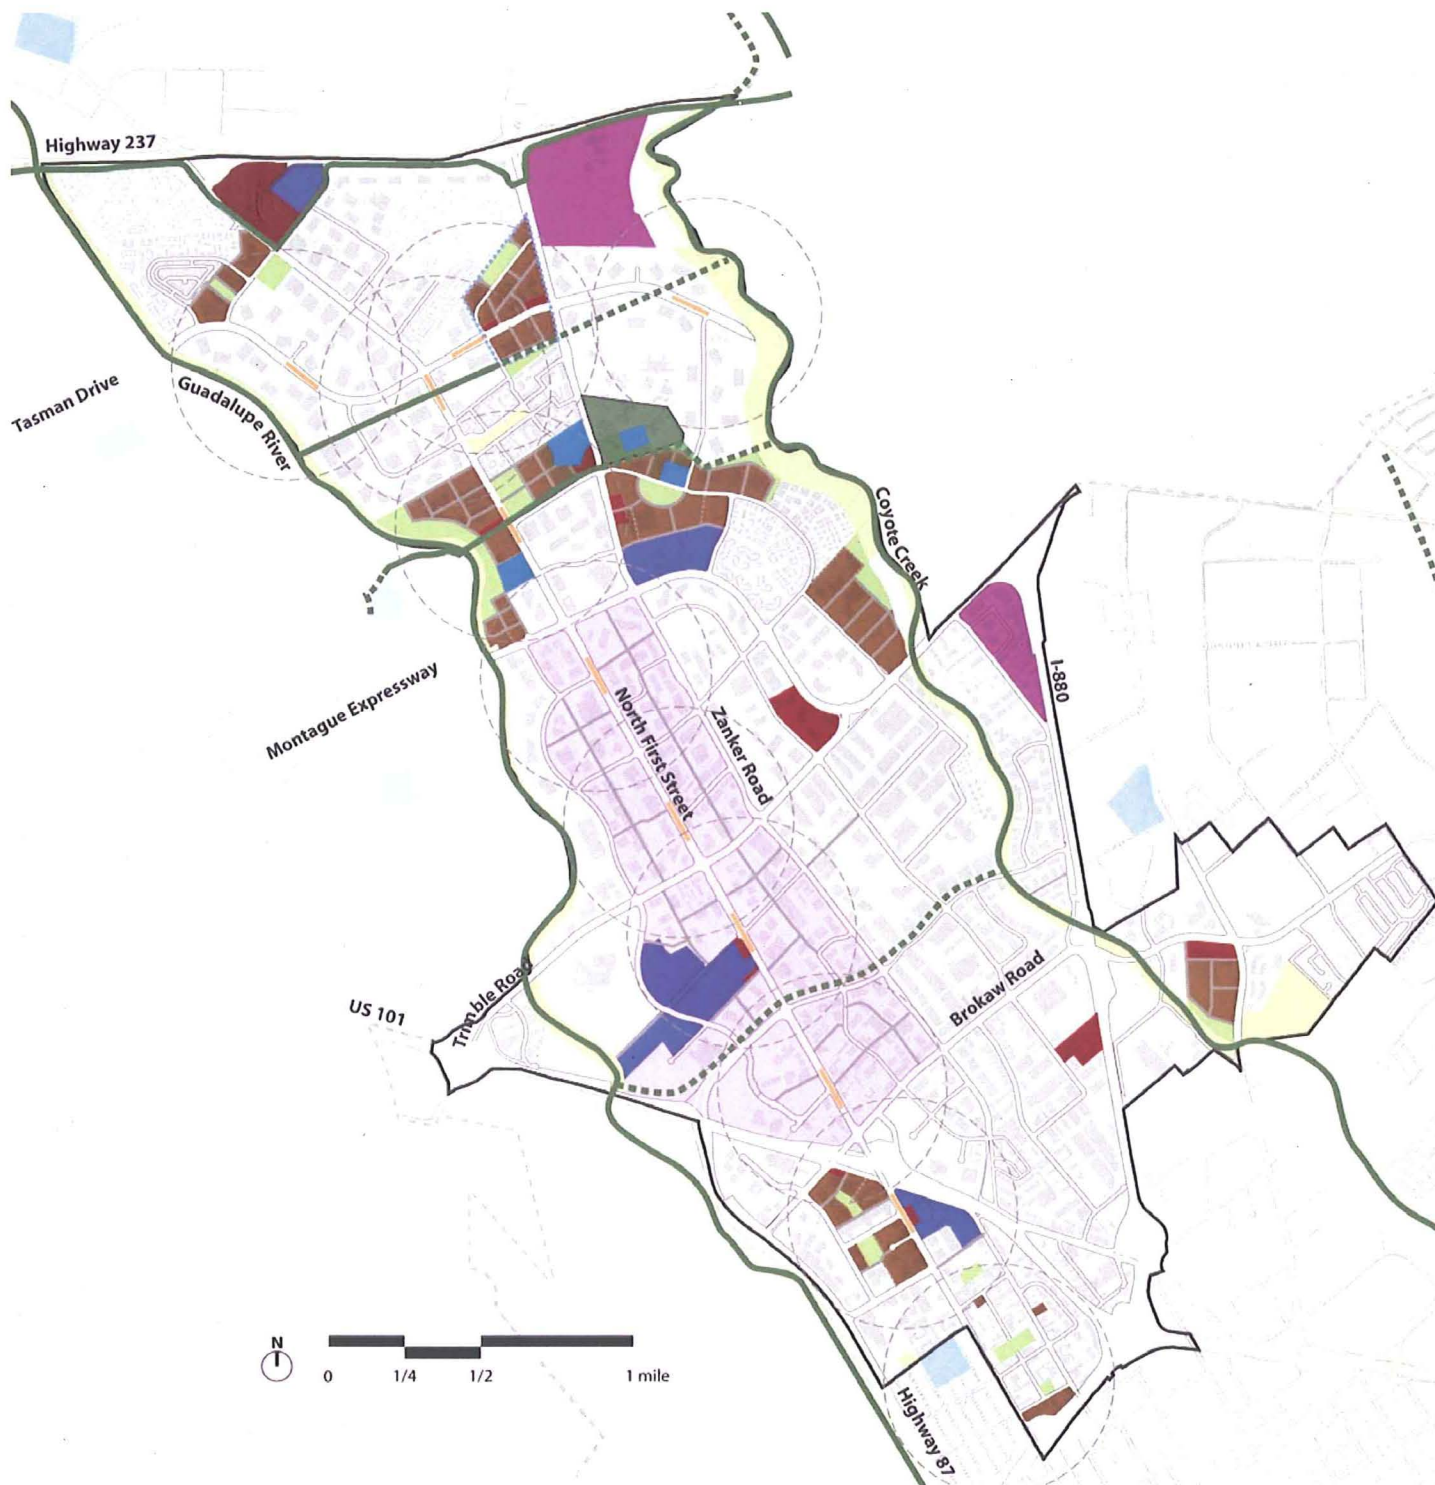 Highway 237
Tasman Drive
Guadalupe River
Coyote Creek
I-880
Montague Expressway
North First Street
Zanker Road
US 101
Trimble Road
Brokaw Road
N
0 1/4 1/2 1 mile
Highway 87